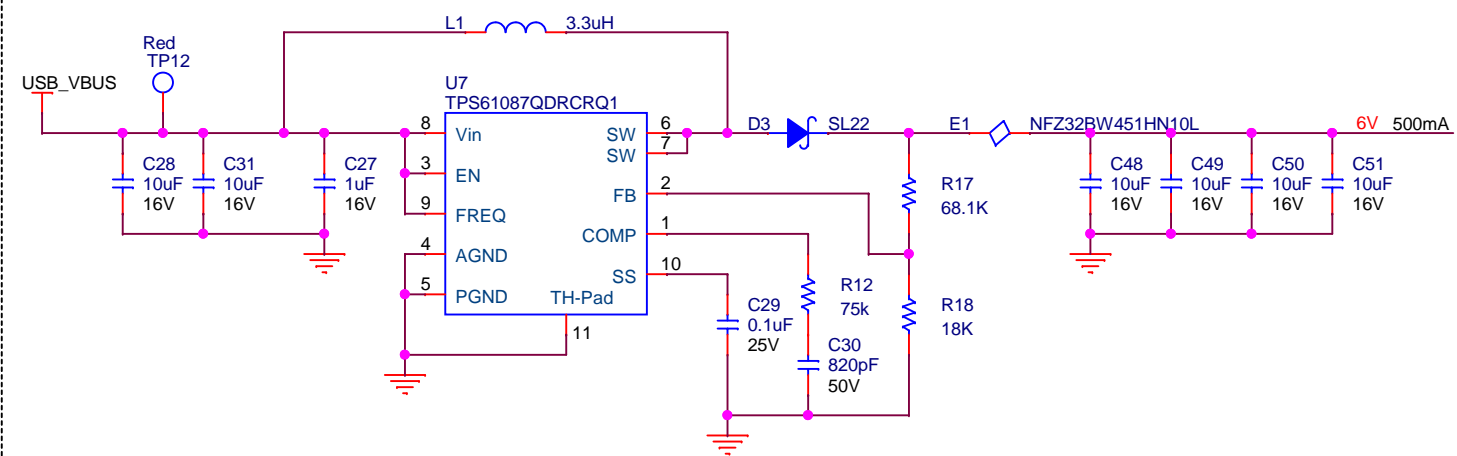 L1 3.3uH
Red
TP12
USB_VBUS
U7
TPS61087QDRCRQ1
8 Vin
3 EN
9 FREQ
4 AGND
5 PGND
TH-Pad
11
SW 6
SW 7
FB 2
COMP 1
SS 10
D3 SL22
E1 NFZ32BW451HN10L
6V 500mA
C28
10uF
16V
C31
10uF
16V
C27
1uF
16V
R17
68.1K
R18
18K
R12
75k
C29
0.1uF
25V
C30
820pF
50V
C48
10uF
16V
C49
10uF
16V
C50
10uF
16V
C51
10uF
16V